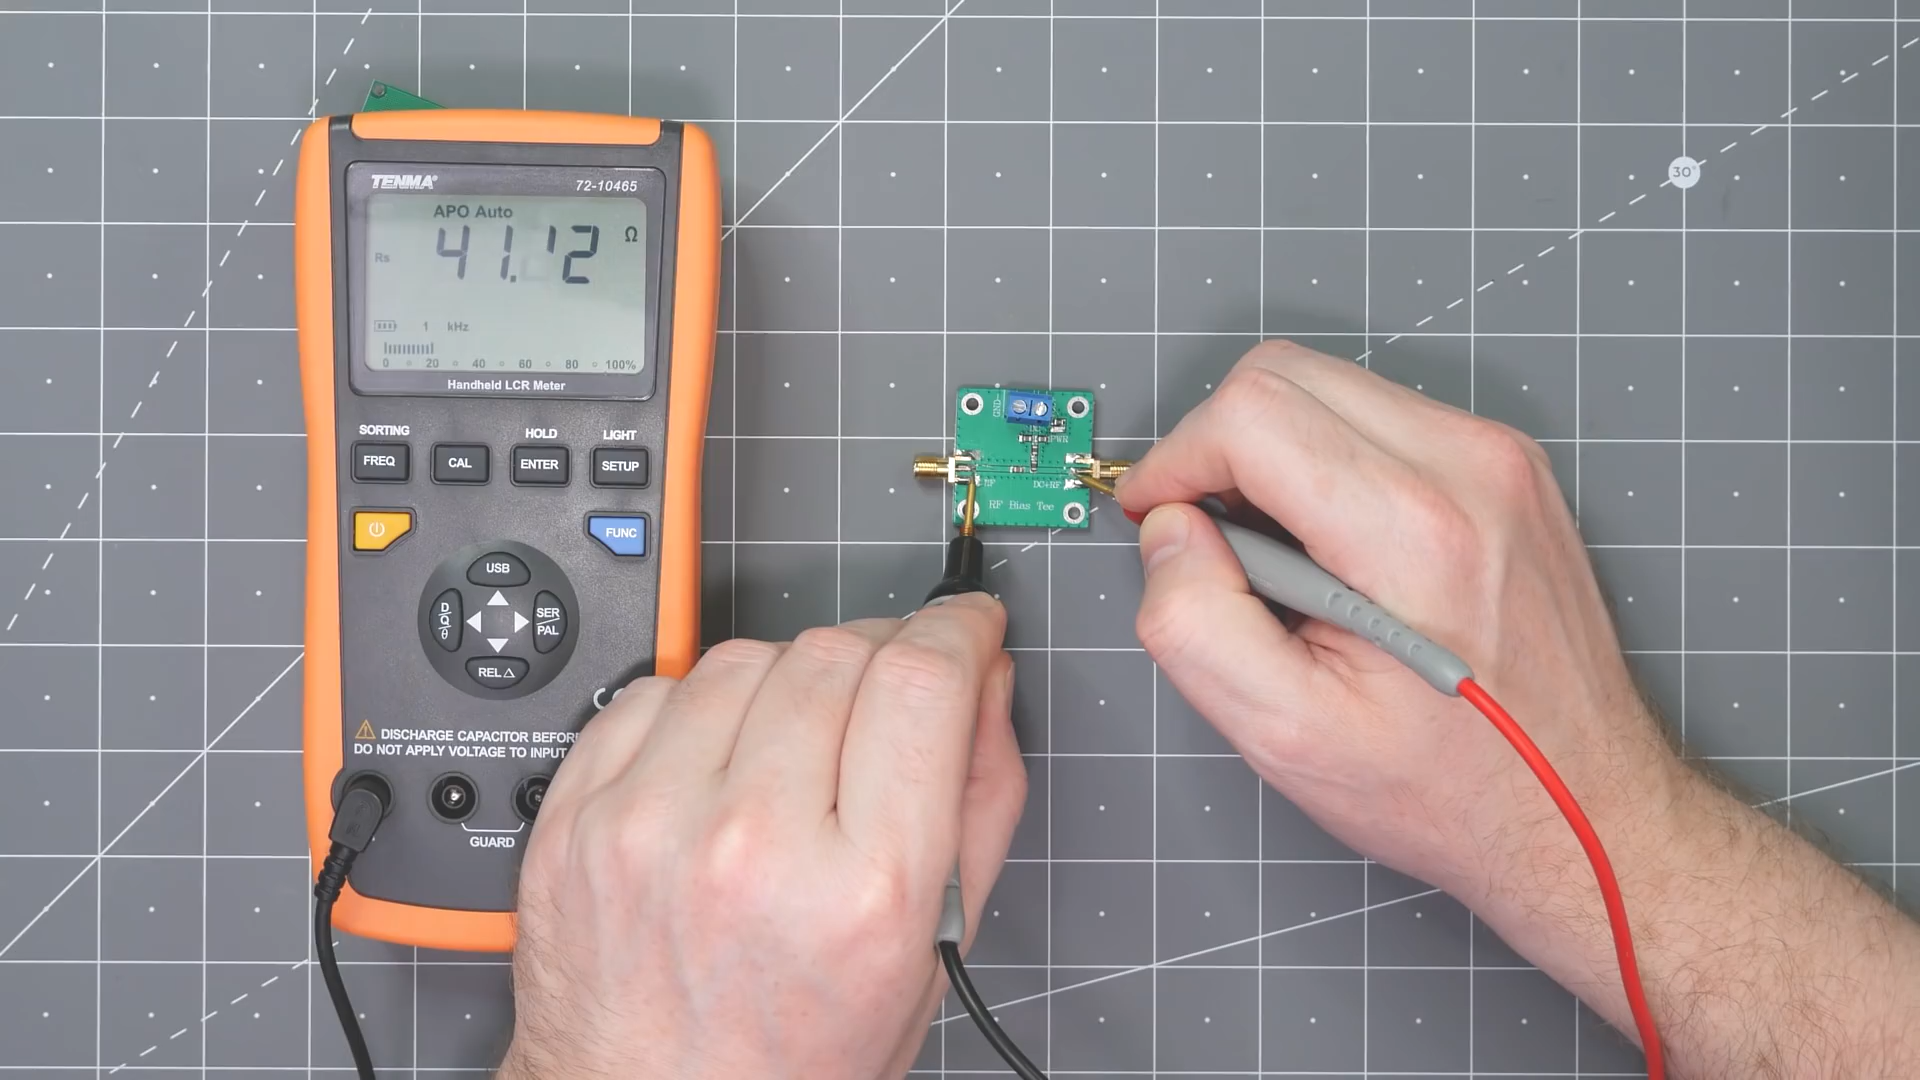 TENMA®
72-10465
APO Auto
Rs
Ω
1 kHz
0 20 40 60 80 100%
Handheld LCR Meter
SORTING
HOLD
LIGHT
FREQ
CAL
ENTER
SETUP
FUNC
USB
D/Q/θ
SER/PAL
REL△
DISCHARGE CAPACITOR BEFOR
DO NOT APPLY VOLTAGE TO INPUT
GUARD
30°
GND-
PWR
RF
DC+RF
RF Bias Tee